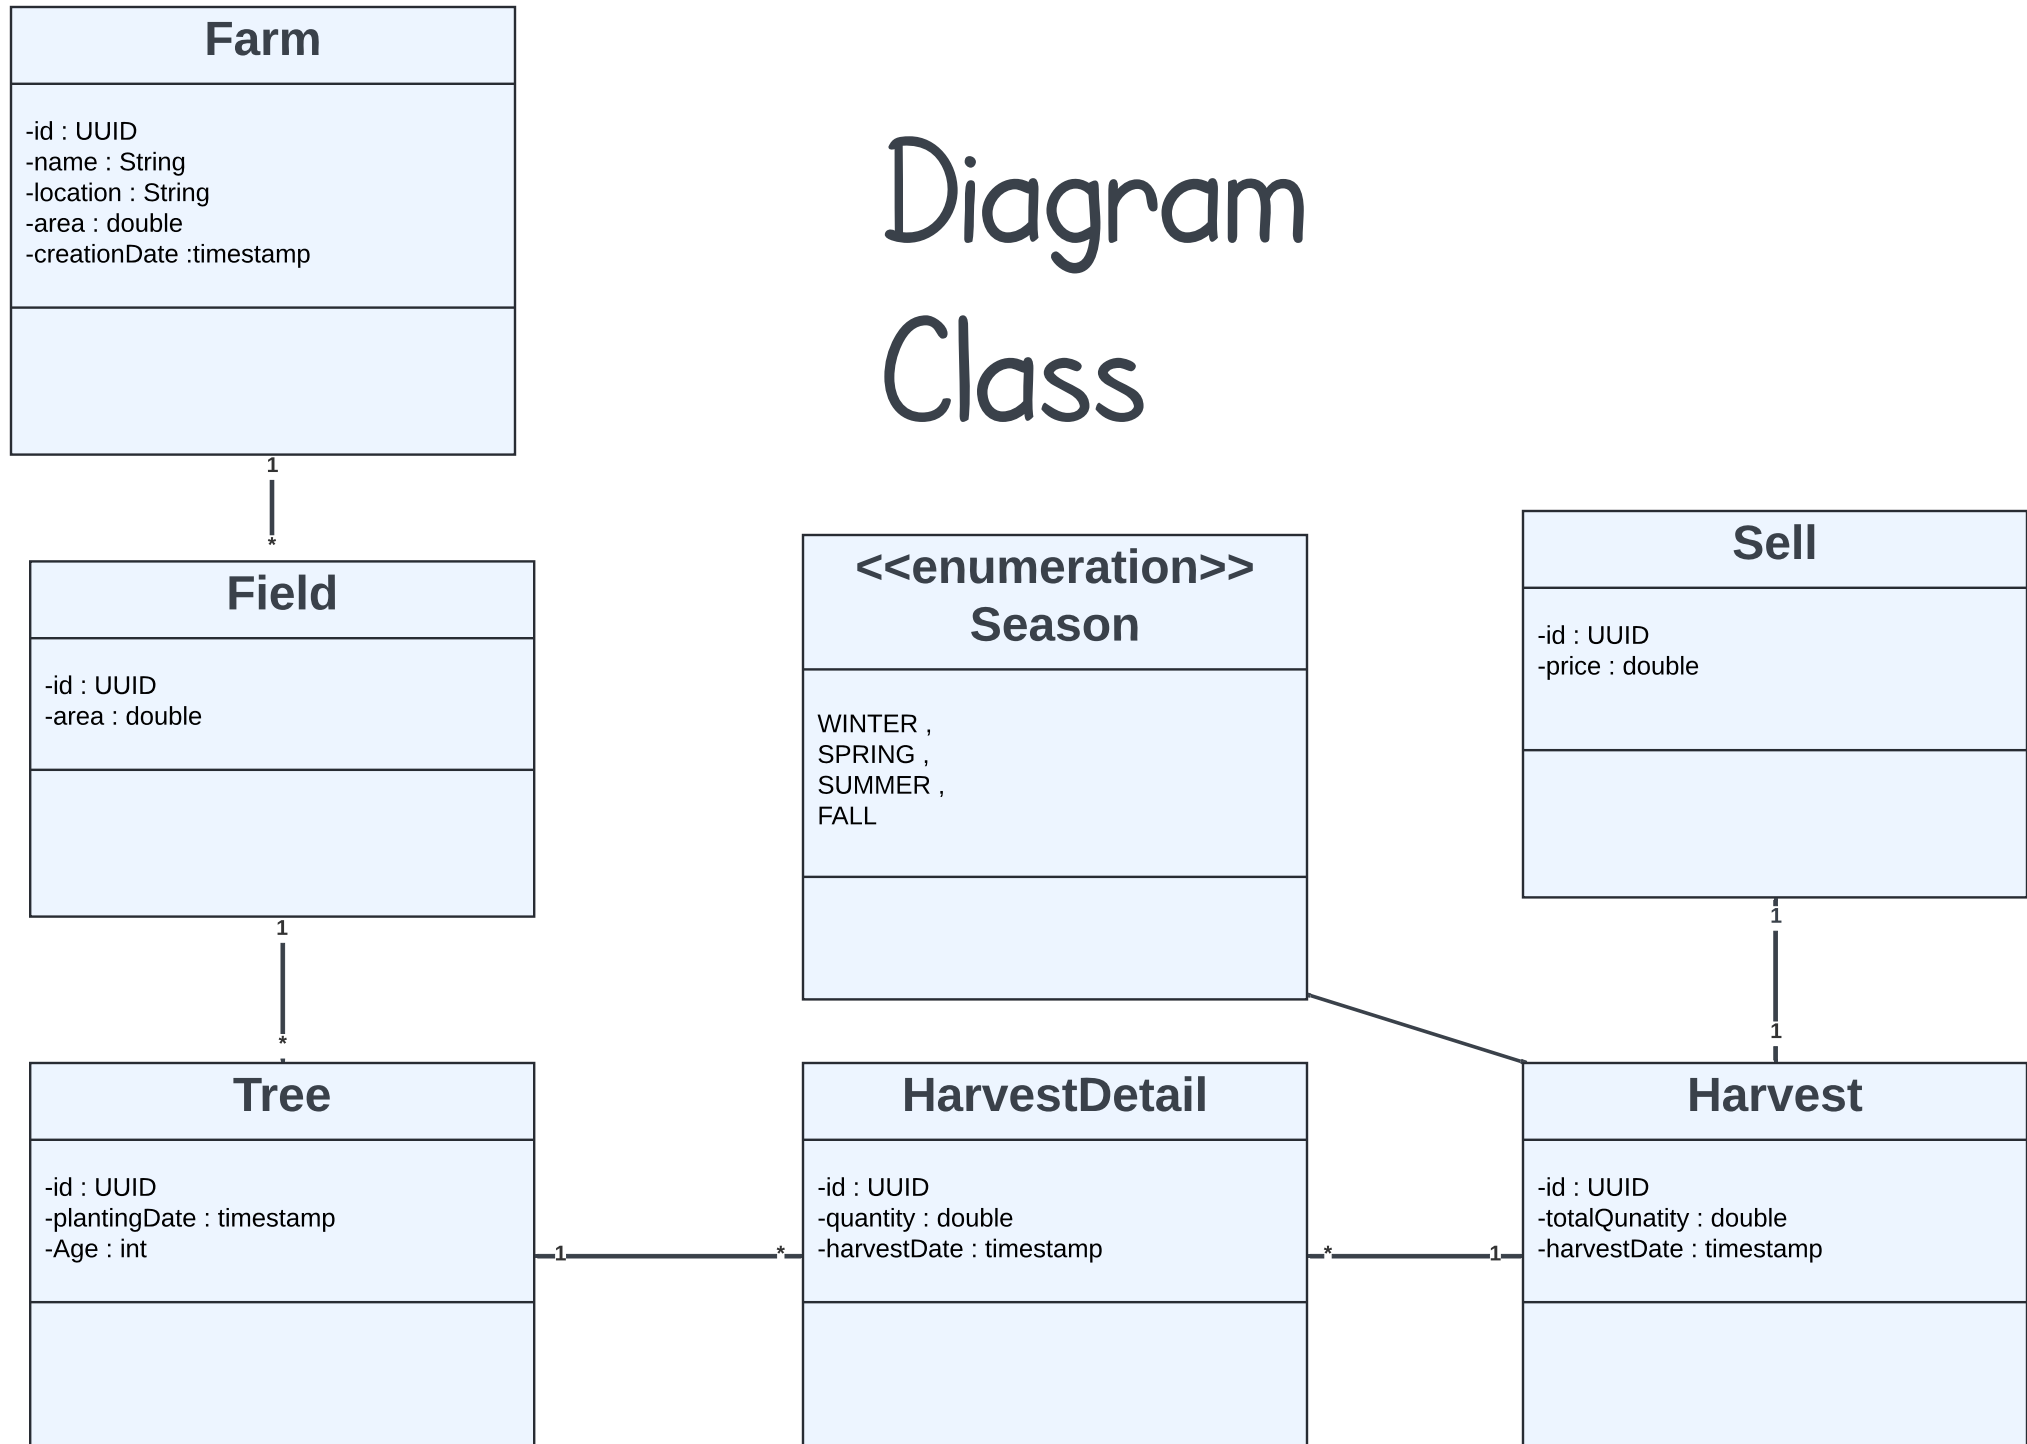 Farm
-id : UUID
-name : String
-location : String
-area : double
-creationDate :timestamp
Diagram
Class
1
*
Field
-id : UUID
-area : double
<<enumeration>>
Season
WINTER ,
SPRING ,
SUMMER ,
FALL
Sell
-id : UUID
-price : double
1
*
1
1
Tree
-id : UUID
-plantingDate : timestamp
-Age : int
1
*
HarvestDetail
-id : UUID
-quantity : double
-harvestDate : timestamp
*
1
Harvest
-id : UUID
-totalQunatity : double
-harvestDate : timestamp